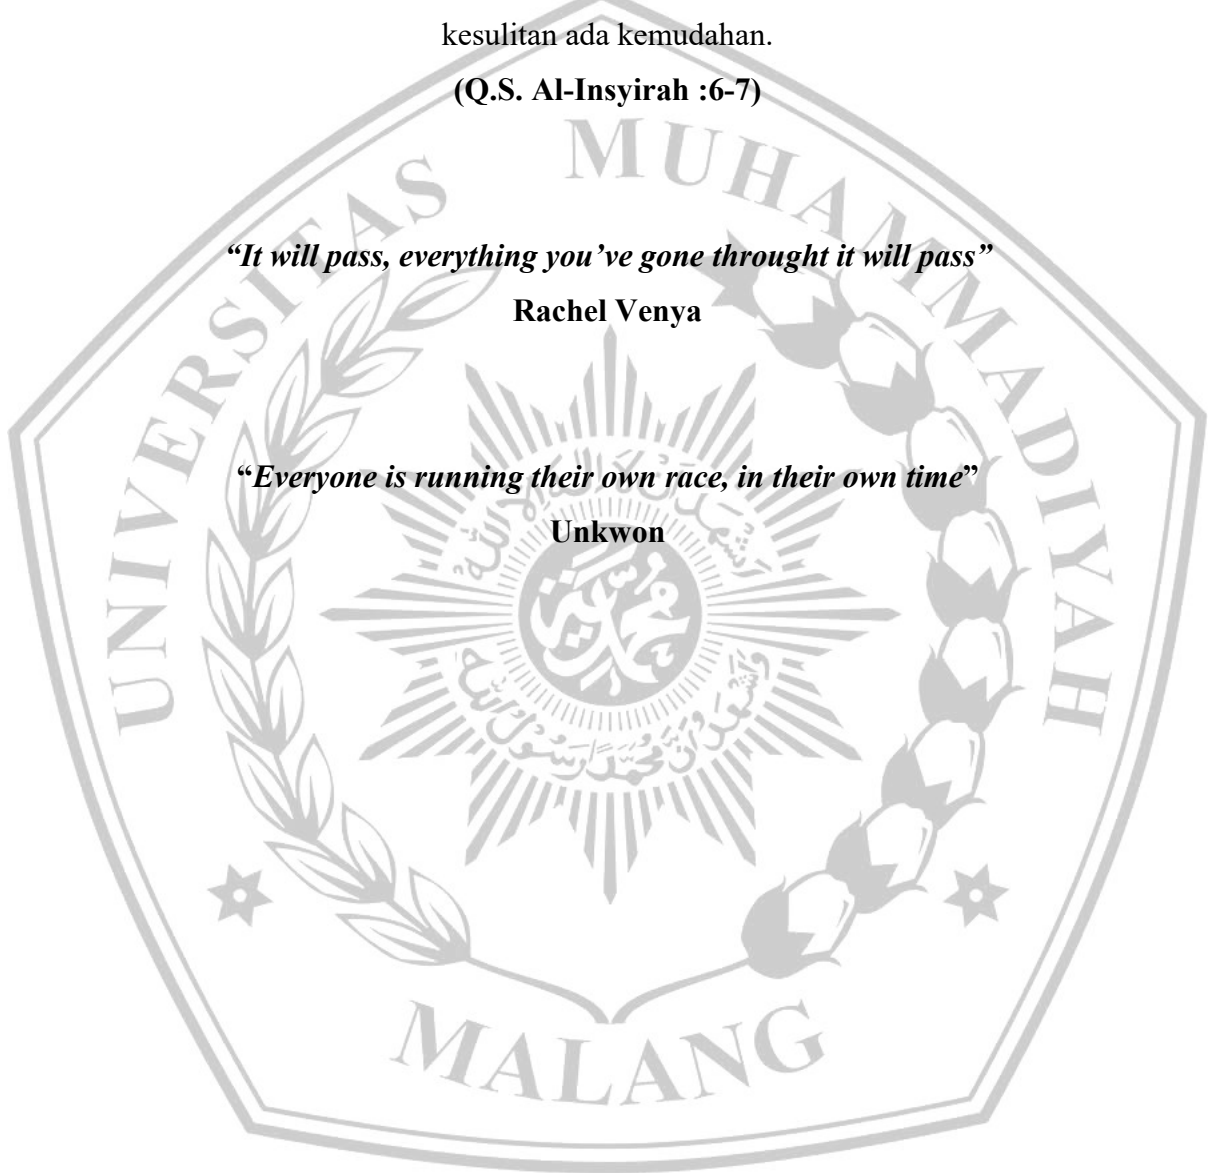 kesulitan ada kemudahan.
(Q.S. Al-Insyirah :6-7)
UNIVERSITAS MUHAMMADIYAH
“It will pass, everything you’ve gone throught it will pass”
Rachel Venya
“Everyone is running their own race, in their own time”
Unkwon
MALANG